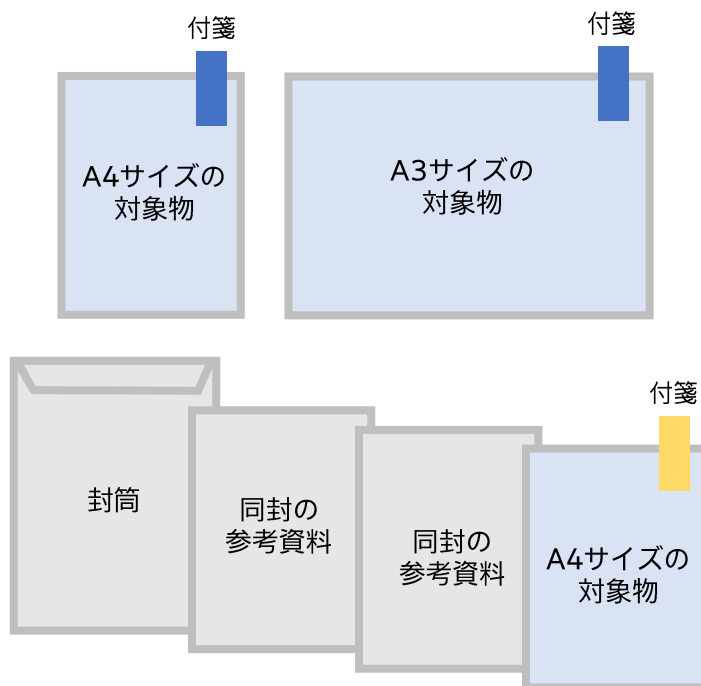 付箋
付箋
A4サイズの
対象物
A3サイズの
対象物
付箋
封筒
同封の
参考資料
同封の
参考資料
A4サイズの
対象物